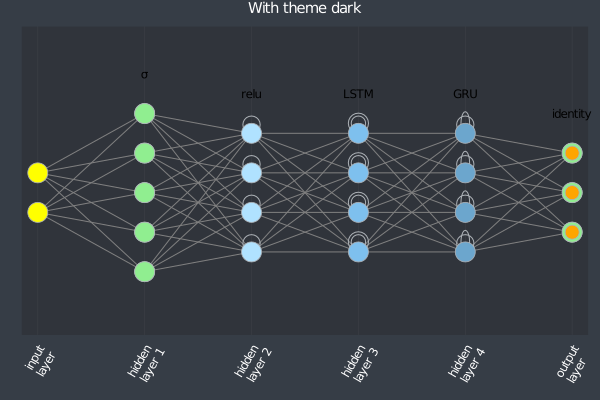 With theme dark
σ
relu
LSTM
GRU
identity
input
layer
hidden
layer 1
hidden
layer 2
hidden
layer 3
hidden
layer 4
output
layer